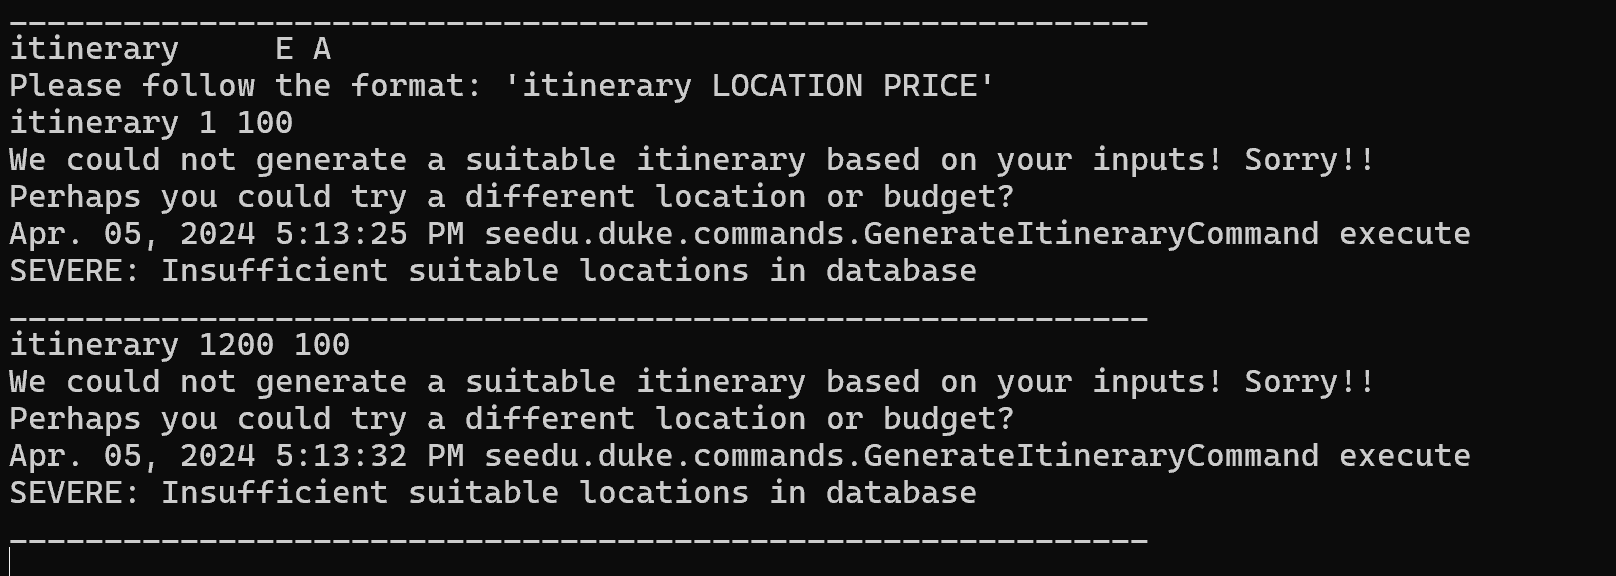 ____________________________________________________________
itinerary     E A
Please follow the format: 'itinerary LOCATION PRICE'
itinerary 1 100
We could not generate a suitable itinerary based on your inputs! Sorry!!
Perhaps you could try a different location or budget?
Apr. 05, 2024 5:13:25 PM seedu.duke.commands.GenerateItineraryCommand execute
SEVERE: Insufficient suitable locations in database
____________________________________________________________
itinerary 1200 100
We could not generate a suitable itinerary based on your inputs! Sorry!!
Perhaps you could try a different location or budget?
Apr. 05, 2024 5:13:32 PM seedu.duke.commands.GenerateItineraryCommand execute
SEVERE: Insufficient suitable locations in database
____________________________________________________________